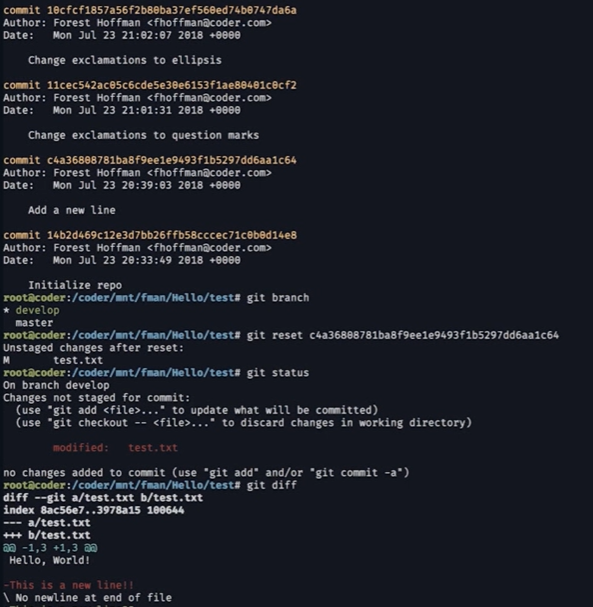 commit 10cfcf1857a56f2b80ba37ef560ed74b0747da6a
Author: Forest Hoffman <fhoffman@coder.com>
Date:   Mon Jul 23 21:02:07 2018 +0000
Change exclamations to ellipsis
commit 11cec542ac05c6cde5e30e6153f1ae80401c0cf2
Author: Forest Hoffman <fhoffman@coder.com>
Date:   Mon Jul 23 21:01:31 2018 +0000
Change exclamations to question marks
commit c4a36808781ba8f9ee1e9493f1b5297dd6aa1c64
Author: Forest Hoffman <fhoffman@coder.com>
Date:   Mon Jul 23 20:39:03 2018 +0000
Add a new line
commit 14b2d469c12e3d7bb26ffb58cccec71c0b0d14e8
Author: Forest Hoffman <fhoffman@coder.com>
Date:   Mon Jul 23 20:33:49 2018 +0000
Initialize repo
root@coder:/coder/mnt/fman/Hello/test# git branch
* develop
master
root@coder:/coder/mnt/fman/Hello/test# git reset c4a36808781ba8f9ee1e9493f1b5297dd6aa1c64
Unstaged changes after reset:
M       test.txt
root@coder:/coder/mnt/fman/Hello/test# git status
On branch develop
Changes not staged for commit:
(use "git add <file>..." to update what will be committed)
(use "git checkout -- <file>..." to discard changes in working directory)
modified:   test.txt
no changes added to commit (use "git add" and/or "git commit -a")
root@coder:/coder/mnt/fman/Hello/test# git diff
diff --git a/test.txt b/test.txt
index 8ac56e7..3978a15 100644
--- a/test.txt
+++ b/test.txt
@@ -1,3 +1,3 @@
Hello, World!
-This is a new line!!
\ No newline at end of file